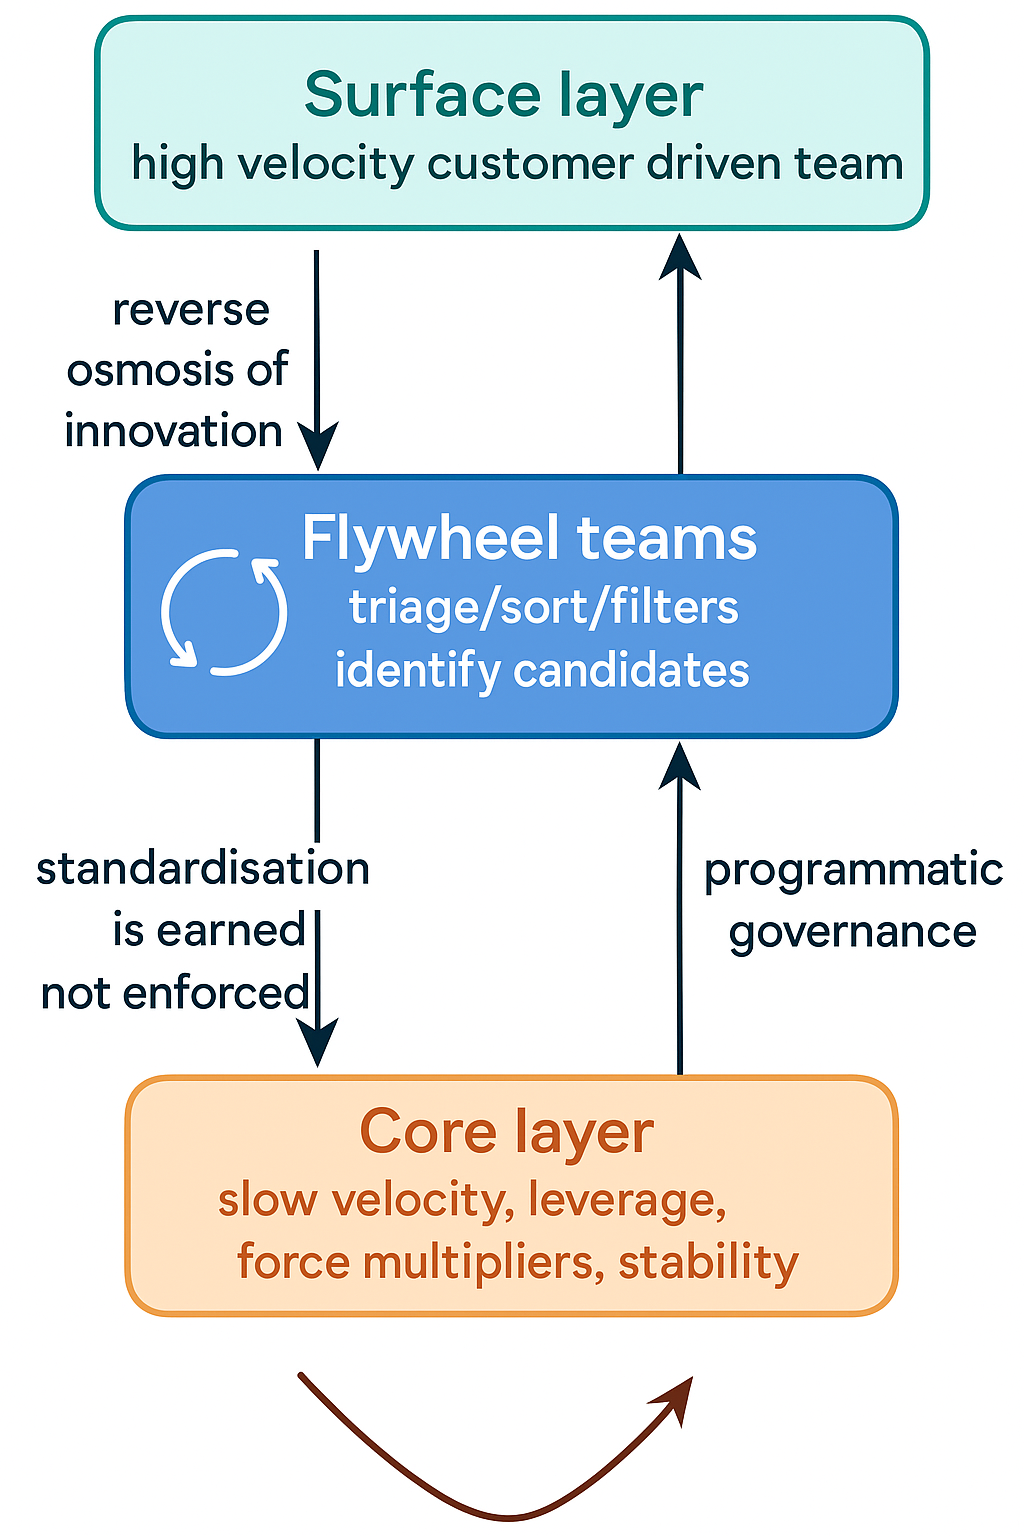 Surface layer
high velocity customer driven team
reverse
osmosis of
innovation
Flywheel teams
triage/sort/filters
identify candidates
standardisation
is earned
not enforced
programmatic
governance
Core layer
slow velocity, leverage,
force multipliers, stability